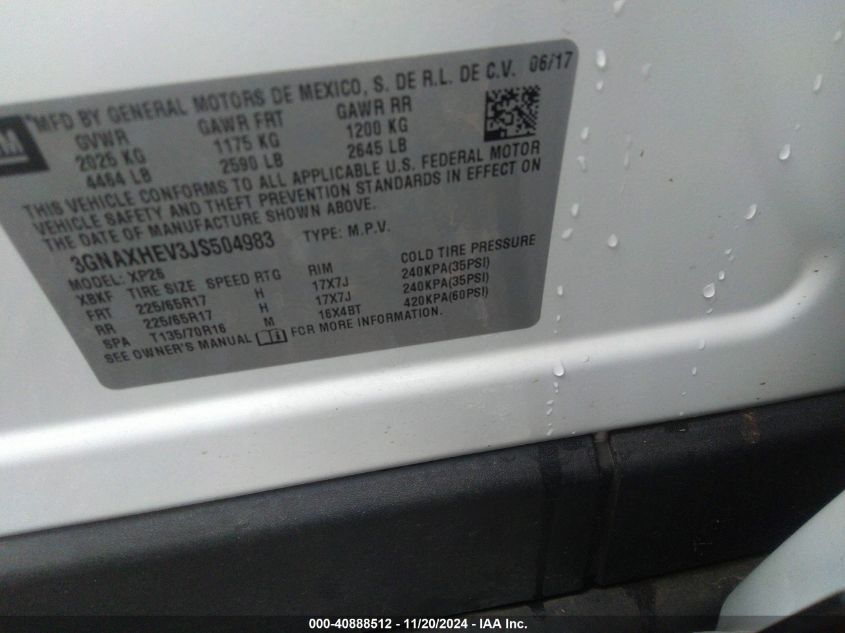 GM
*MFD BY GENERAL MOTORS DE MEXICO, S. DE R.L. DE C.V. 06/17
GVWR GAWR FRT GAWR RR
2025 KG 1175 KG 1200 KG
4464 LB 2590 LB 2645 LB
THIS VEHICLE CONFORMS TO ALL APPLICABLE U.S. FEDERAL MOTOR
VEHICLE SAFETY AND THEFT PREVENTION STANDARDS IN EFFECT ON
THE DATE OF MANUFACTURE SHOWN ABOVE.
3GNAXHEV3JS504983 TYPE: M.P.V.
MODEL: XP26
XBKF TIRE SIZE SPEED RTG RIM COLD TIRE PRESSURE
FRT 225/65R17 H 17X7J 240KPA(35PSI)
RR 225/65R17 H 17X7J 240KPA(35PSI)
SPA T135/70R16 M 16X4BT 420KPA(60PSI)
SEE OWNER'S MANUAL FOR MORE INFORMATION.
000-40888512 - 11/20/2024 - IAA Inc.